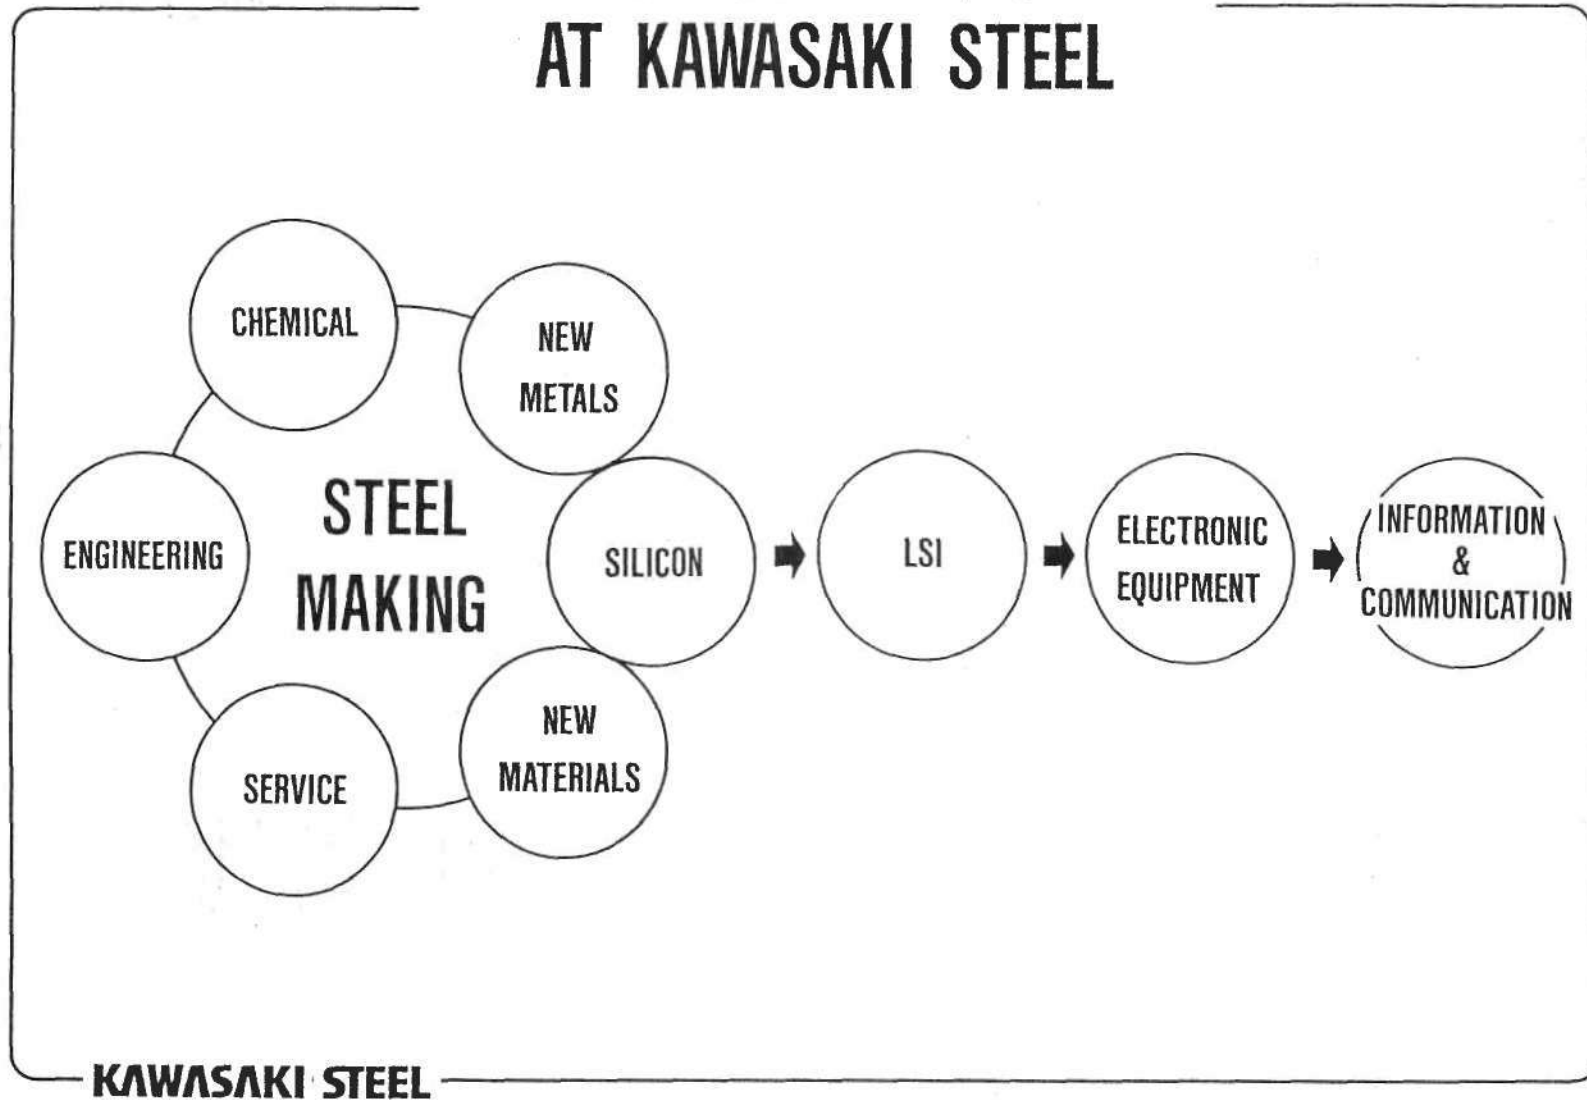 AT KAWASAKI STEEL
CHEMICAL
NEW
METALS
ENGINEERING
STEEL
MAKING
SILICON
LSI
ELECTRONIC
EQUIPMENT
INFORMATION
&
COMMUNICATION
SERVICE
NEW
MATERIALS
KAWASAKI STEEL